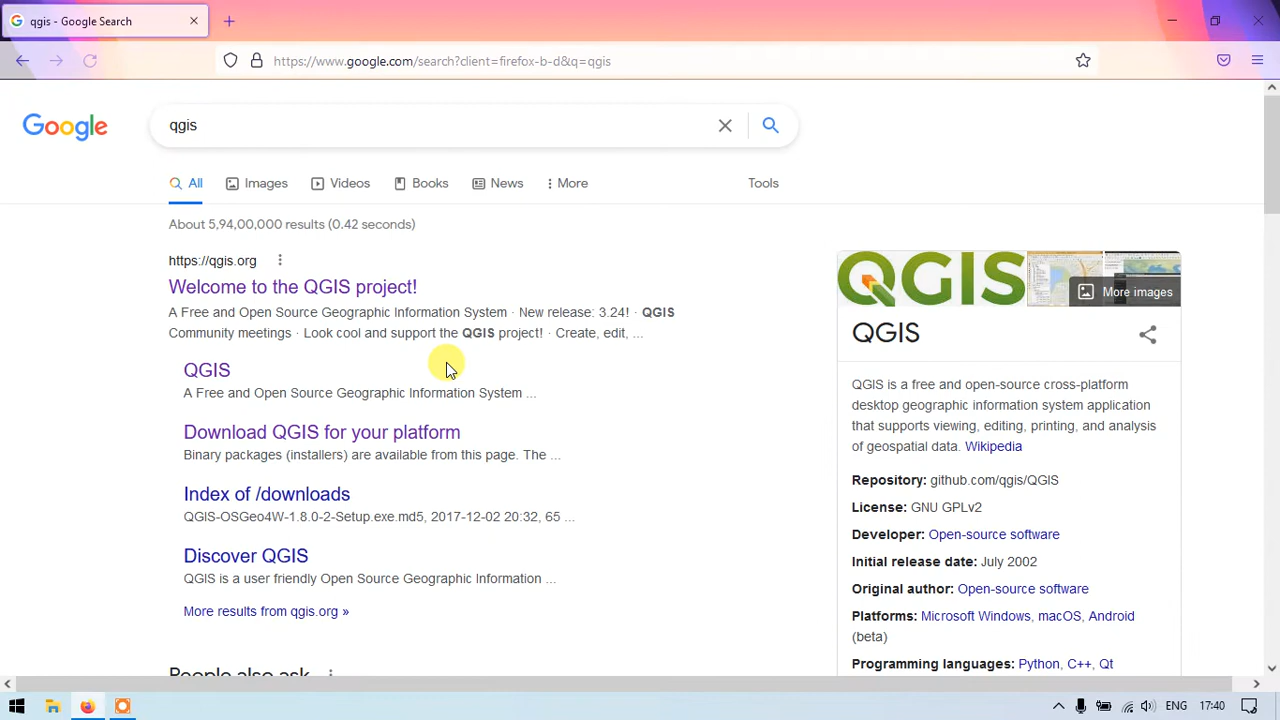 qgis - Google Search
https://www.google.com/search?client=firefox-b-d&q=qgis
Google
qgis
All
Images
Videos
Books
News
More
Tools
About 5,94,00,000 results (0.42 seconds)
https://qgis.org
Welcome to the QGIS project!
A Free and Open Source Geographic Information System · New release: 3.24! · QGIS
Community meetings · Look cool and support the QGIS project! · Create, edit, ...
QGIS
A Free and Open Source Geographic Information System ...
Download QGIS for your platform
Binary packages (installers) are available from this page. The ...
Index of /downloads
QGIS-OSGeo4W-1.8.0-2-Setup.exe.md5, 2017-12-02 20:32, 65 ...
Discover QGIS
QGIS is a user friendly Open Source Geographic Information ...
More results from qgis.org »
People also ask
QGIS
More images
QGIS
QGIS is a free and open-source cross-platform
desktop geographic information system application
that supports viewing, editing, printing, and analysis
of geospatial data. Wikipedia
Repository: github.com/qgis/QGIS
License: GNU GPLv2
Developer: Open-source software
Initial release date: July 2002
Original author: Open-source software
Platforms: Microsoft Windows, macOS, Android
(beta)
Programming languages: Python, C++, Qt
ENG
17:40